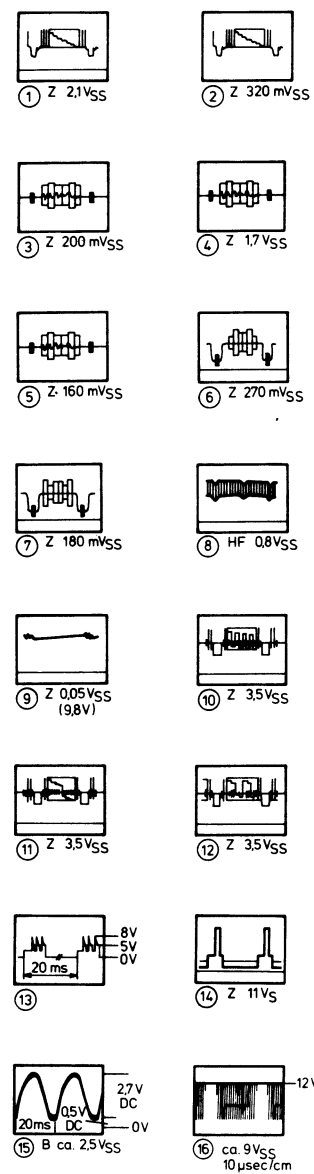 1 Z 2,1VSS
2 Z 320 mVSS
3 Z 200 mVSS
4 Z 1,7VSS
5 Z· 160 mVSS
6 Z 270 mVSS
7 Z 180 mVSS
8 HF 0,8VSS
9 Z 0,05VSS
(9,8V)
10 Z 3,5VSS
11 Z 3,5VSS
12 Z 3,5VSS
8V
5V
0V
20 ms
13
14 Z 11VS
2,7V
DC
0,5V
20ms DC 0V
15 B ca. 2,5VSS
12V
16 ca. 9VSS
10µsec/cm